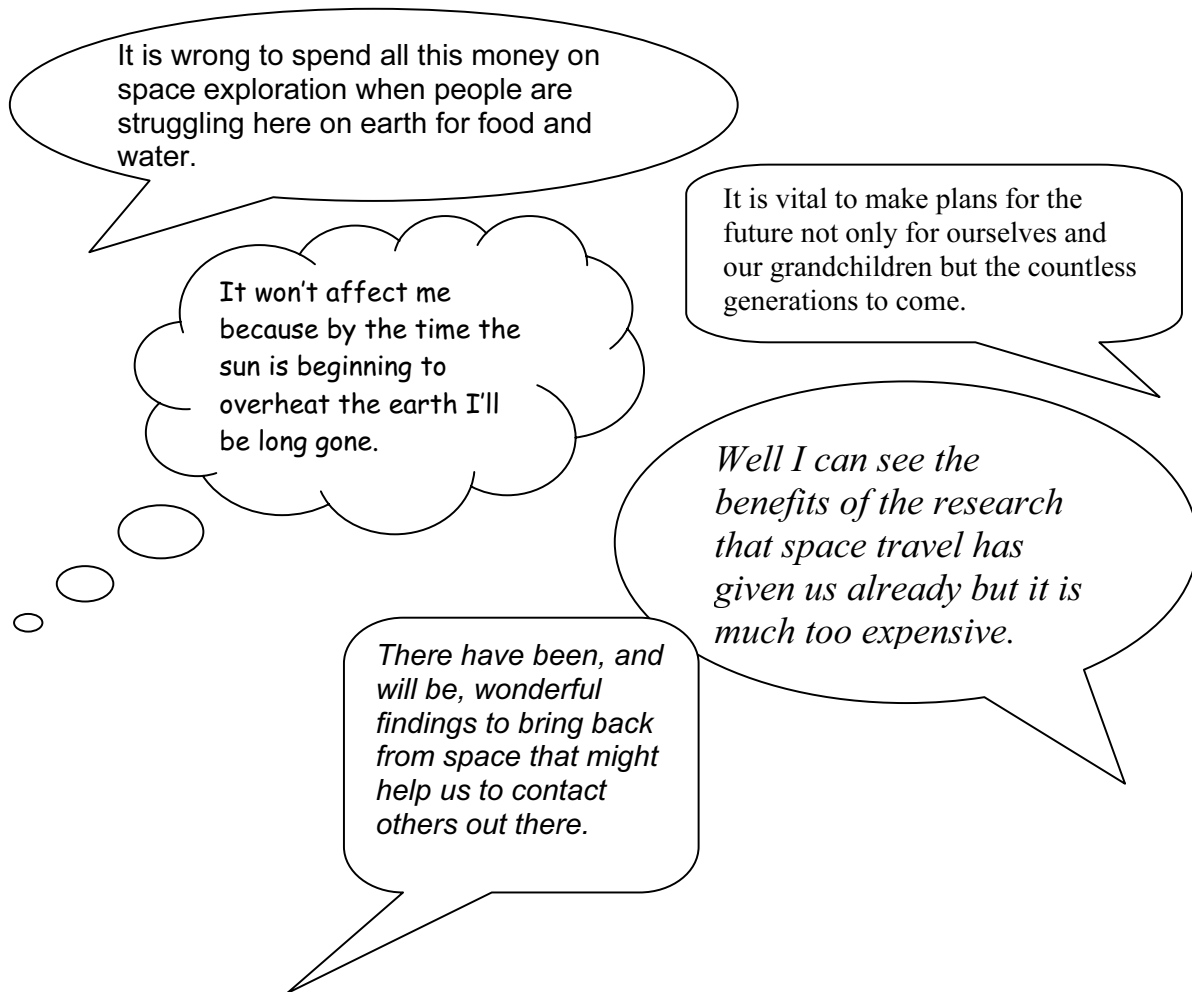 It is wrong to spend all this money on
space exploration when people are
struggling here on earth for food and
water.
It is vital to make plans for the
future not only for ourselves and
our grandchildren but the countless
generations to come.
It won't affect me
because by the time the
sun is beginning to
overheat the earth I'll
be long gone.
Well I can see the
benefits of the research
that space travel has
given us already but it is
much too expensive.
There have been, and
will be, wonderful
findings to bring back
from space that might
help us to contact
others out there.